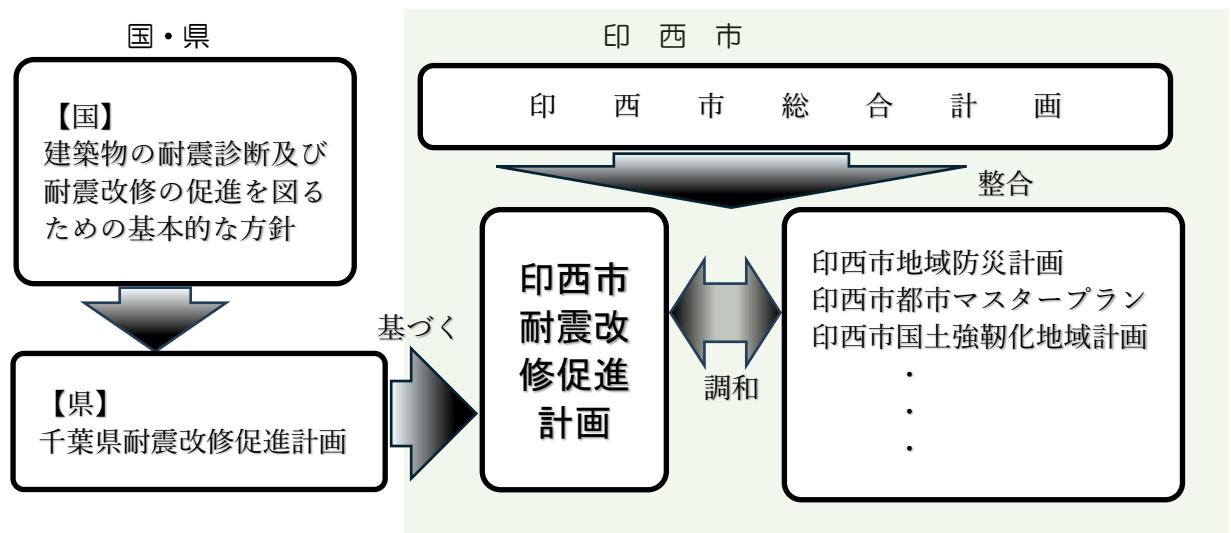 国・県
【国】
建築物の耐震診断及び
耐震改修の促進を図る
ための基本的な方針
【県】
千葉県耐震改修促進計画
基づく
印　西　市
印　西　市　総　合　計　画
整合
印西市
耐震改
修促進
計画
調和
印西市地域防災計画
印西市都市マスタープラン
印西市国土強靭化地域計画
・
・
・